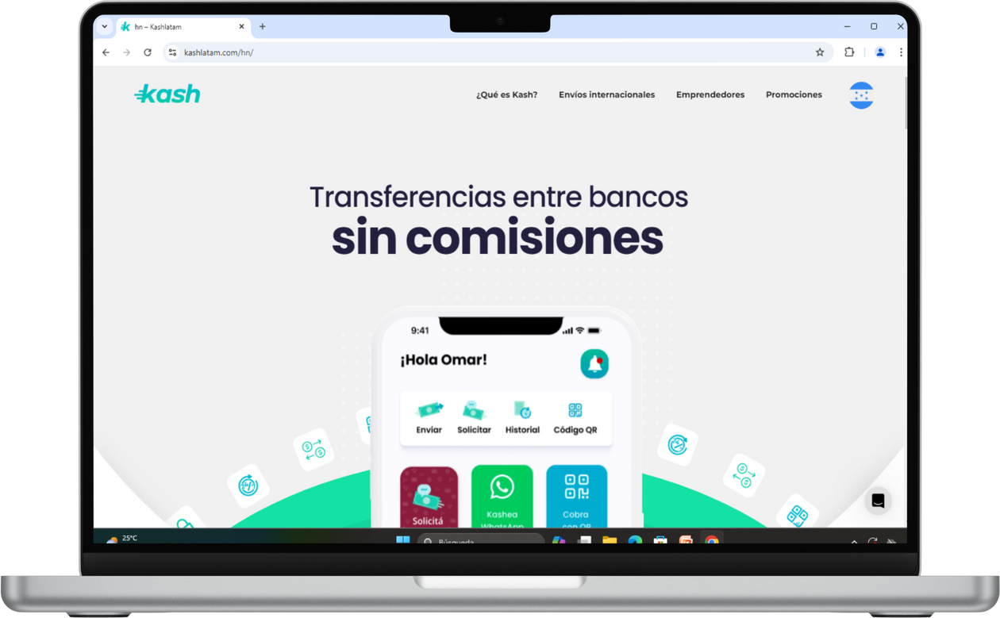 hn – Kashlatam
kashlatam.com/hn/
kash
¿Qué es Kash?
Envíos internacionales
Emprendedores
Promociones
Transferencias entre bancos
sin comisiones
9:41
¡Hola Omar!
Enviar
Solicitar
Historial
Código QR
Solicitá
Kashea
WhatsApp
Cobra
con QR
25°C
Búsqueda